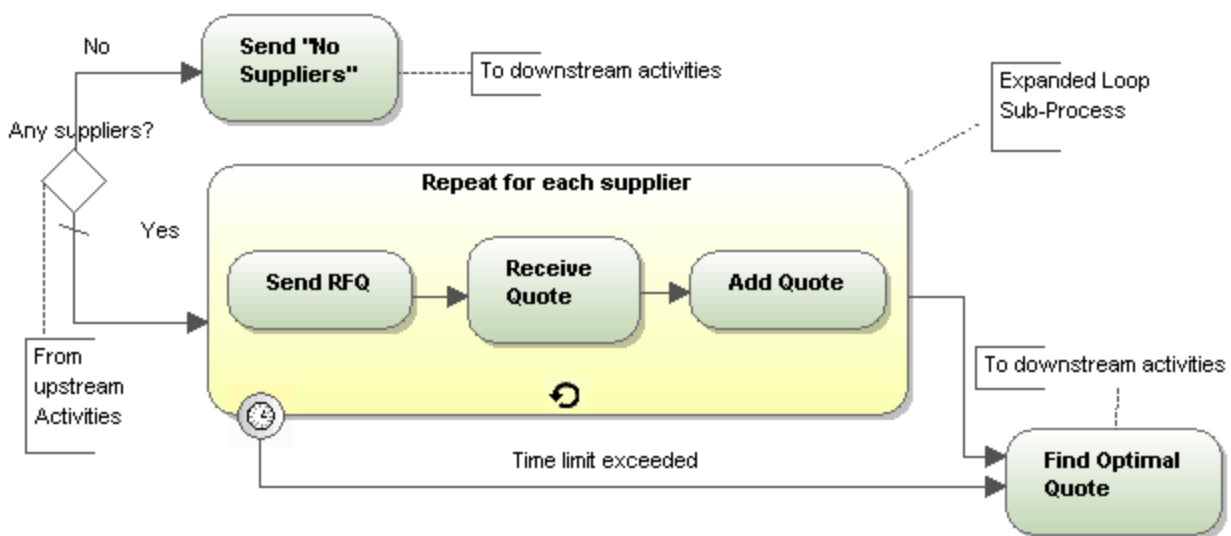 No
Send "No
Suppliers"
To downstream activities
Expanded Loop
Sub-Process
Any suppliers?
Repeat for each supplier
Yes
Send RFQ
Receive
Quote
Add Quote
From
upstream
Activities
To downstream activities
Time limit exceeded
Find Optimal
Quote